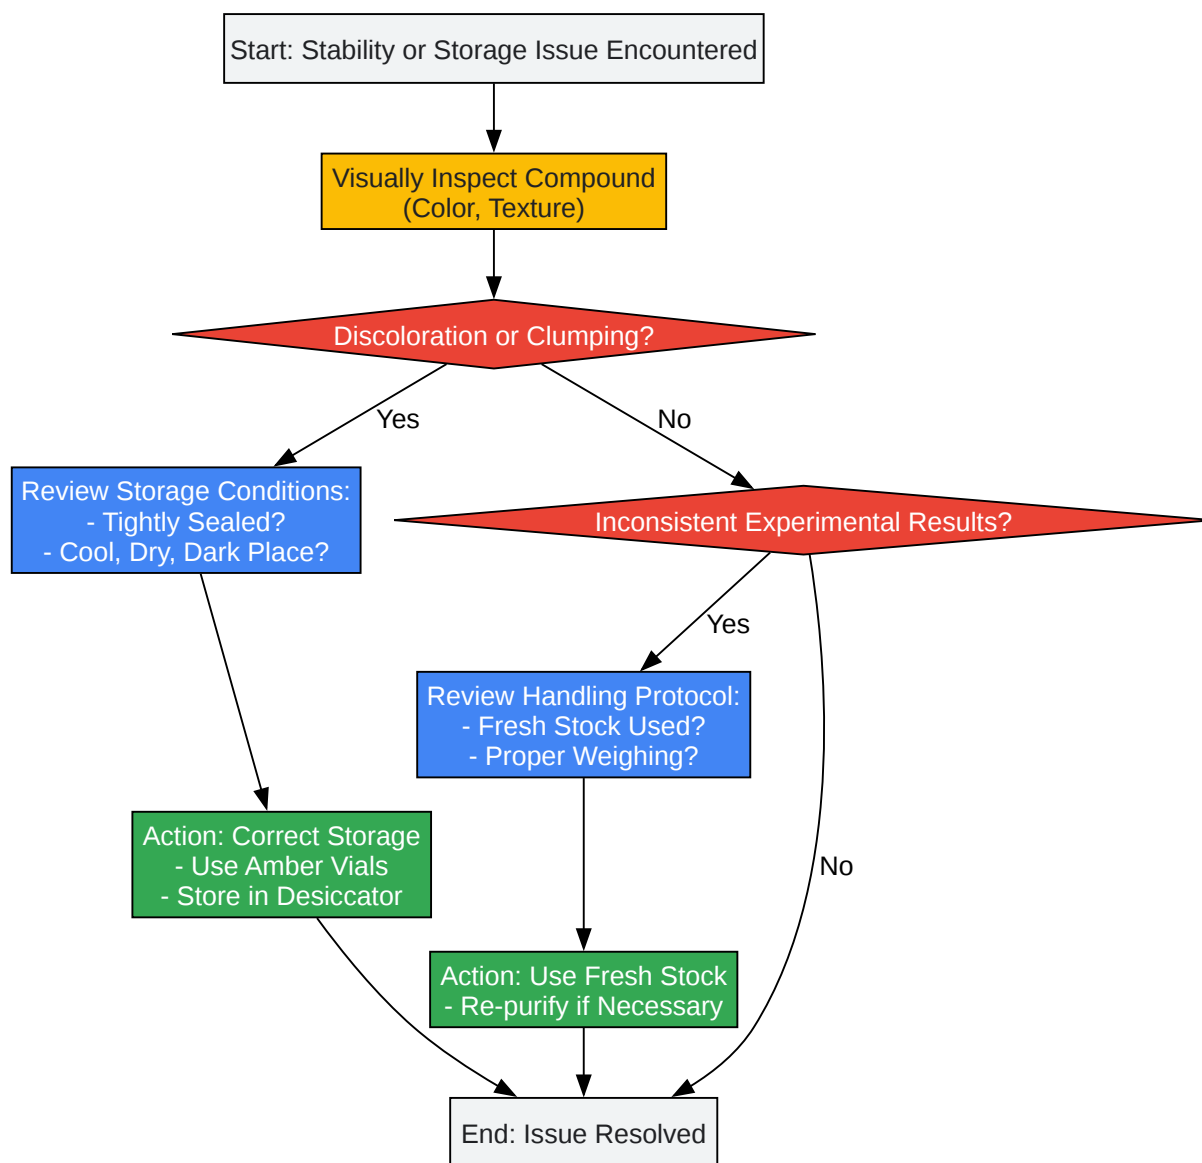 Start: Stability or Storage Issue Encountered
Visually Inspect Compound
(Color, Texture)
Discoloration or Clumping?
Yes
No
Review Storage Conditions:
- Tightly Sealed?
- Cool, Dry, Dark Place?
Inconsistent Experimental Results?
Yes
Review Handling Protocol:
- Fresh Stock Used?
- Proper Weighing?
Action: Correct Storage
- Use Amber Vials
- Store in Desiccator
No
Action: Use Fresh Stock
- Re-purify if Necessary
End: Issue Resolved